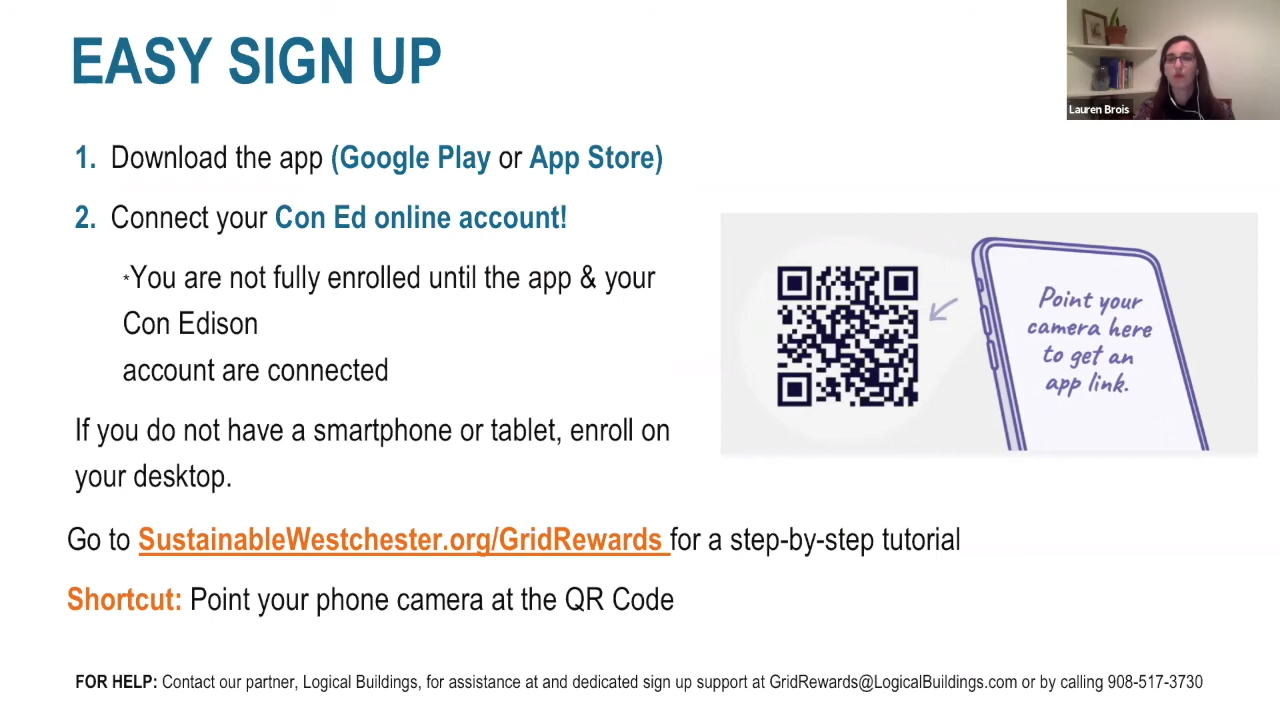 EASY SIGN UP
Lauren Brois
1. Download the app (Google Play or App Store)
2. Connect your Con Ed online account!
*You are not fully enrolled until the app & your
Con Edison
account are connected
If you do not have a smartphone or tablet, enroll on
your desktop.
Point your
camera here
to get an
app link.
Go to SustainableWestchester.org/GridRewards for a step-by-step tutorial
Shortcut: Point your phone camera at the QR Code
FOR HELP: Contact our partner, Logical Buildings, for assistance at and dedicated sign up support at GridRewards@LogicalBuildings.com or by calling 908-517-3730